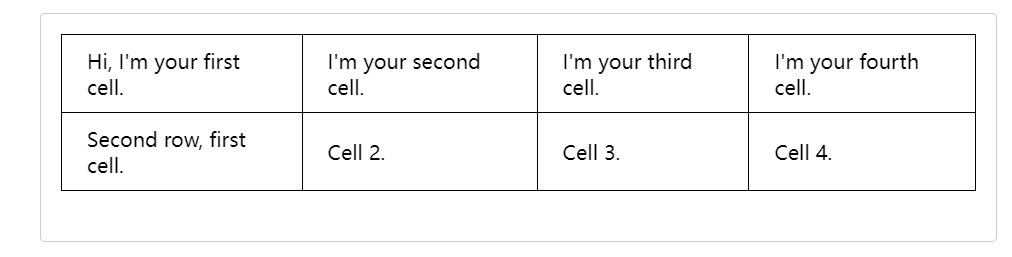 Hi, I'm your first
cell.
I'm your second
cell.
I'm your third
cell.
I'm your fourth
cell.
Second row, first
cell.
Cell 2.
Cell 3.
Cell 4.